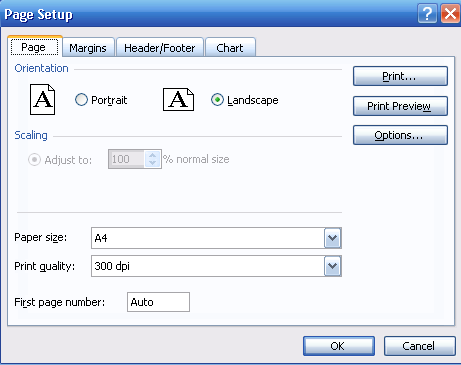 Page Setup
Page Margins Header/Footer Chart
Orientation
A Portrait A Landscape
Print...
Print Preview
Scaling
Options...
Adjust to: 100 % normal size
Paper size: A4
Print quality: 300 dpi
First page number: Auto
OK Cancel